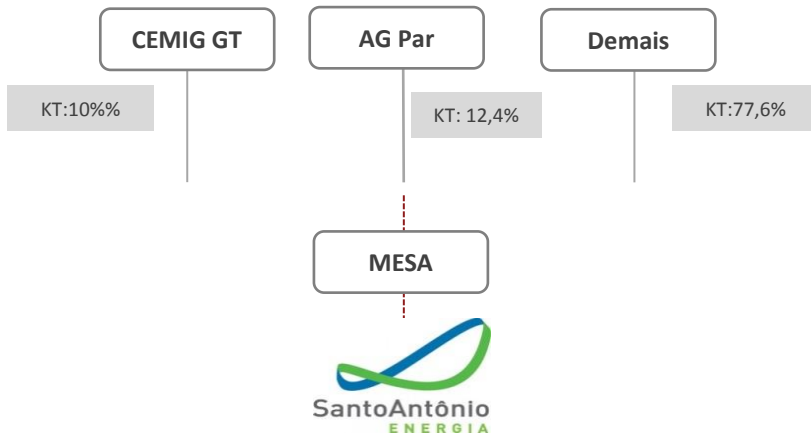 CEMIG GT
AG Par
Demais
KT:10%%
KT: 12,4%
KT:77,6%
MESA
SantoAntônio
ENERGIA